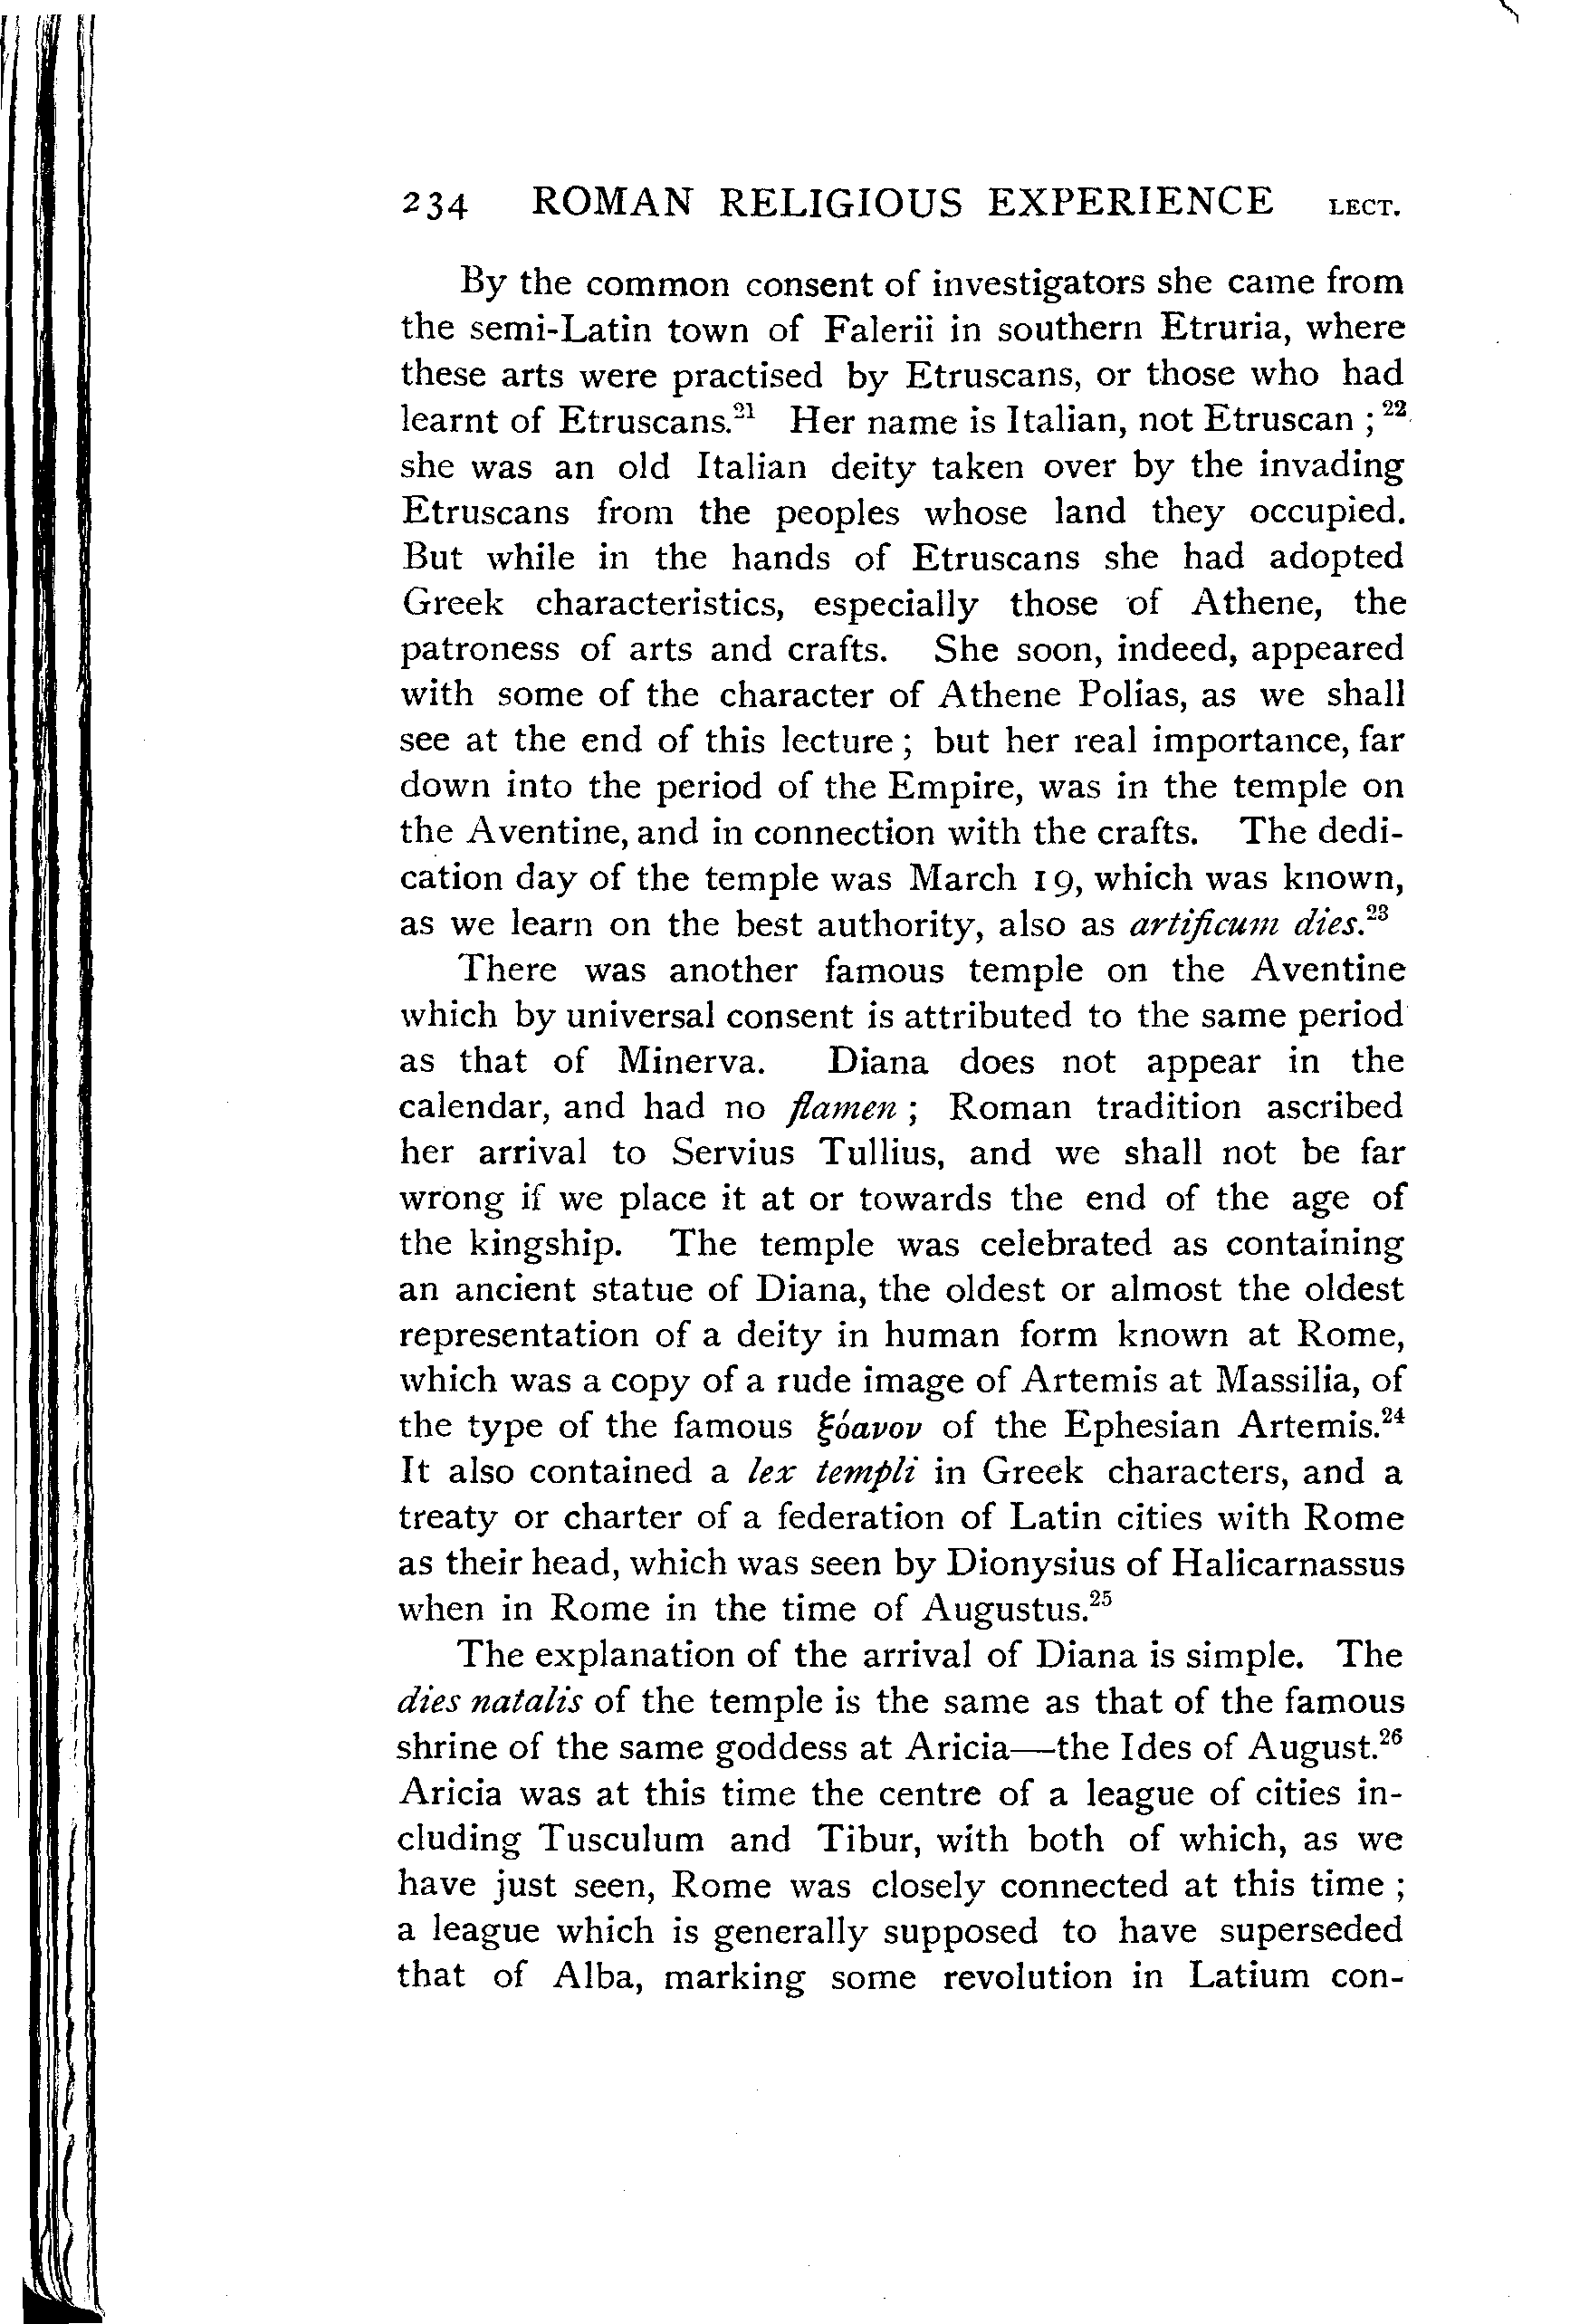 234 ROMAN RELIGIOUS EXPERIENCE LECT.
By the common consent of investigators she came from
the semi-Latin town of Falerii in southern Etruria, where
these arts were practised by Etruscans, or those who had
learnt of Etruscans.²¹ Her name is Italian, not Etruscan ;²²
she was an old Italian deity taken over by the invading
Etruscans from the peoples whose land they occupied.
But while in the hands of Etruscans she had adopted
Greek characteristics, especially those of Athene, the
patroness of arts and crafts. She soon, indeed, appeared
with some of the character of Athene Polias, as we shall
see at the end of this lecture ; but her real importance, far
down into the period of the Empire, was in the temple on
the Aventine, and in connection with the crafts. The dedi-
cation day of the temple was March 19, which was known,
as we learn on the best authority, also as artificum dies.²³
There was another famous temple on the Aventine
which by universal consent is attributed to the same period
as that of Minerva. Diana does not appear in the
calendar, and had no flamen ; Roman tradition ascribed
her arrival to Servius Tullius, and we shall not be far
wrong if we place it at or towards the end of the age of
the kingship. The temple was celebrated as containing
an ancient statue of Diana, the oldest or almost the oldest
representation of a deity in human form known at Rome,
which was a copy of a rude image of Artemis at Massilia, of
the type of the famous ξόανον of the Ephesian Artemis.²⁴
It also contained a lex templi in Greek characters, and a
treaty or charter of a federation of Latin cities with Rome
as their head, which was seen by Dionysius of Halicarnassus
when in Rome in the time of Augustus.²⁵
The explanation of the arrival of Diana is simple. The
dies natalis of the temple is the same as that of the famous
shrine of the same goddess at Aricia—the Ides of August.²⁶
Aricia was at this time the centre of a league of cities in-
cluding Tusculum and Tibur, with both of which, as we
have just seen, Rome was closely connected at this time ;
a league which is generally supposed to have superseded
that of Alba, marking some revolution in Latium con-